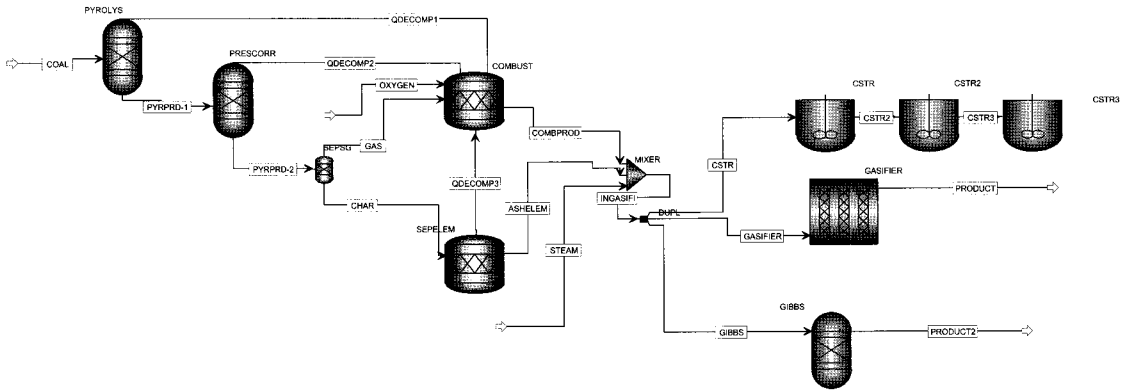 PYROLYS
QDECOMP1
COAL
PYRPRD-1
PRESCORR
QDECOMP2
COMBUST
OXYGEN
GAS
SEPSG
PYRPRD-2
CHAR
QDECOMP3
SEPELEM
COMBPROD
ASHELEM
STEAM
MIXER
INGASIFI
DUPL
CSTR
CSTR
CSTR2
CSTR2
CSTR3
CSTR3
GASIFIER
GASIFIER
PRODUCT
GIBBS
GIBBS
PRODUCT2